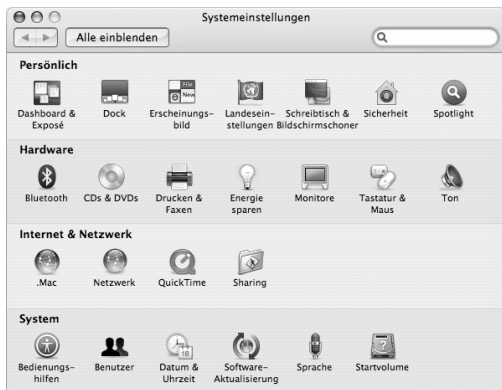 Systemeinstellungen
Alle einblenden
Persönlich
Dashboard & Exposé
Dock
Erscheinungs-
bild
Landesein-
stellungen
Schreibtisch &
Bildschirmschoner
Sicherheit
Spotlight
Hardware
Bluetooth
CDs & DVDs
Drucken &
Faxen
Energie
sparen
Monitore
Tastatur &
Maus
Ton
Internet & Netzwerk
.Mac
Netzwerk
QuickTime
Sharing
System
Bedienungs-
hilfen
Benutzer
Datum &
Uhrzeit
Software-
Aktualisierung
Sprache
Startvolume